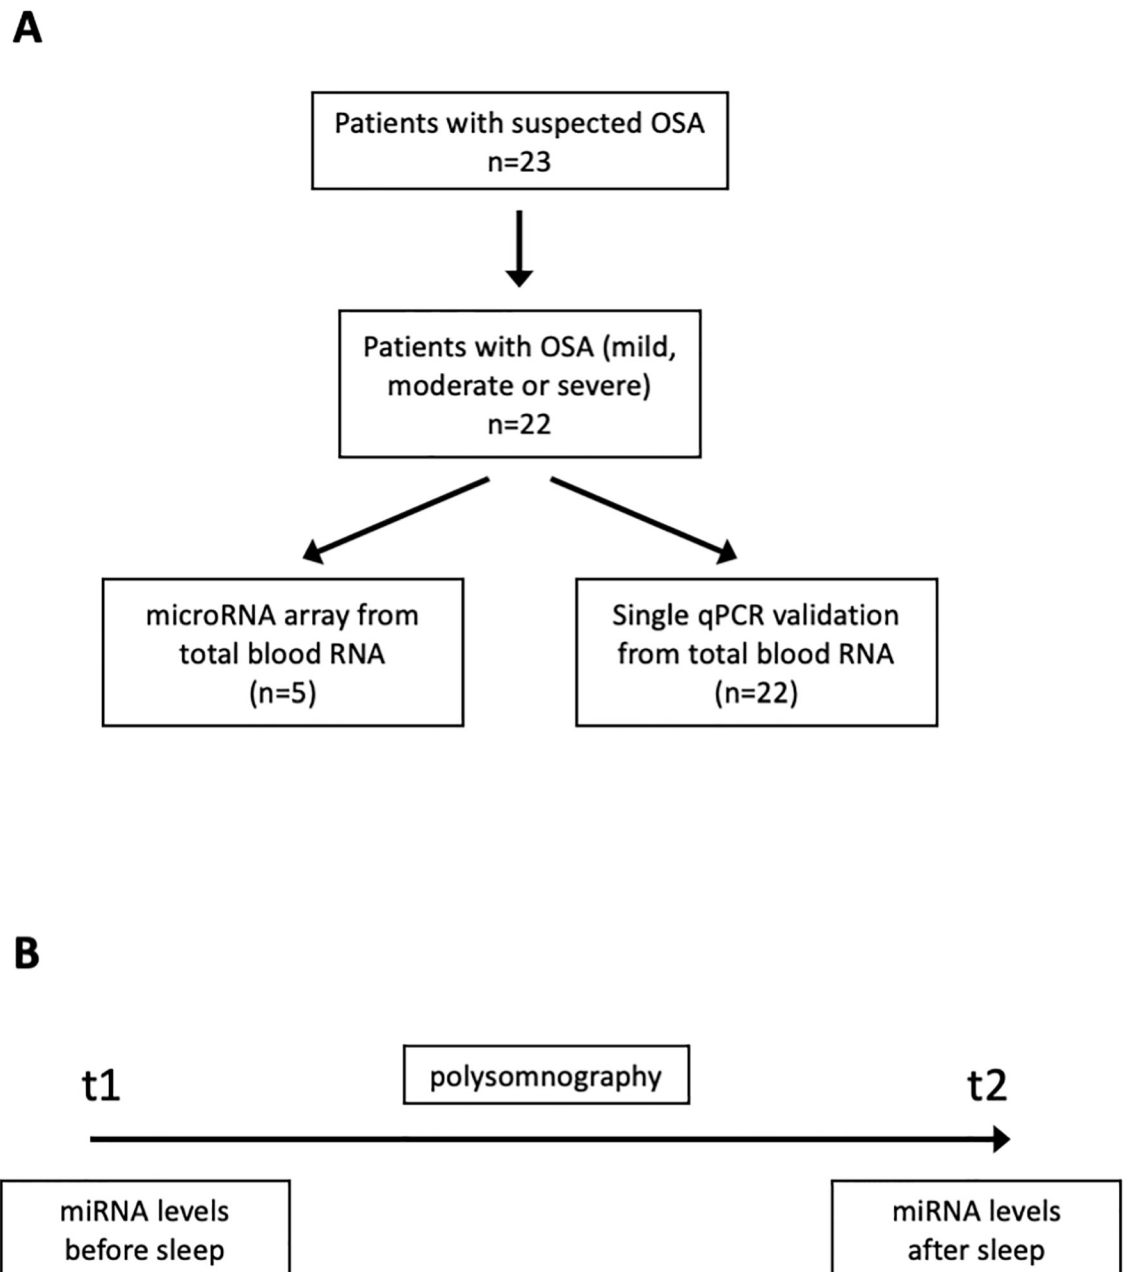 A
Patients with suspected OSA
n=23
Patients with OSA (mild,
moderate or severe)
n=22
microRNA array from
total blood RNA
(n=5)
Single qPCR validation
from total blood RNA
(n=22)
B
t1
polysomnography
t2
miRNA levels
before sleep
miRNA levels
after sleep